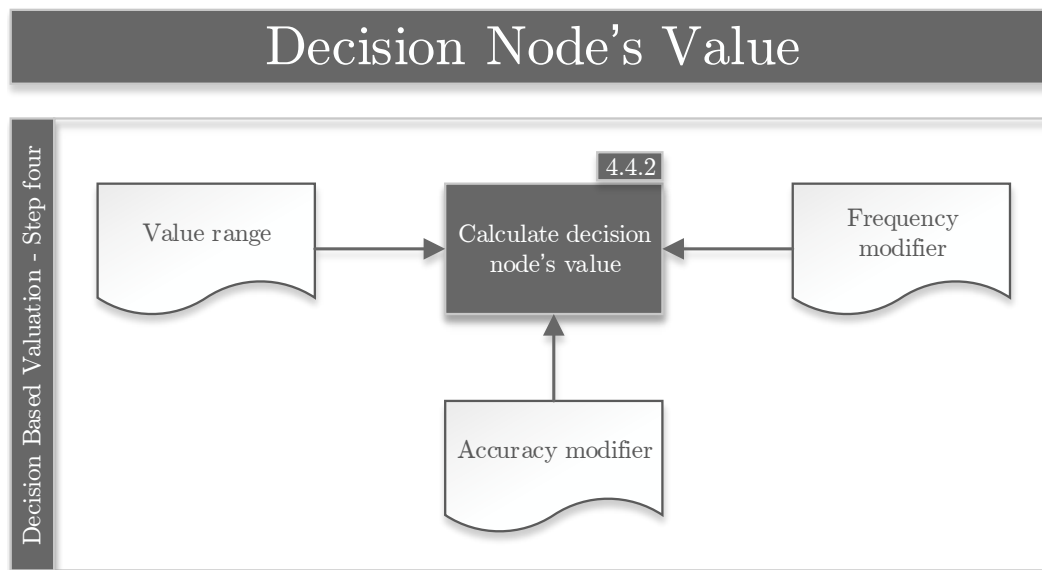 Decision Node's Value
Decision Based Valuation - Step four
4.4.2
Value range
Calculate decision
node's value
Frequency
modifier
Accuracy modifier